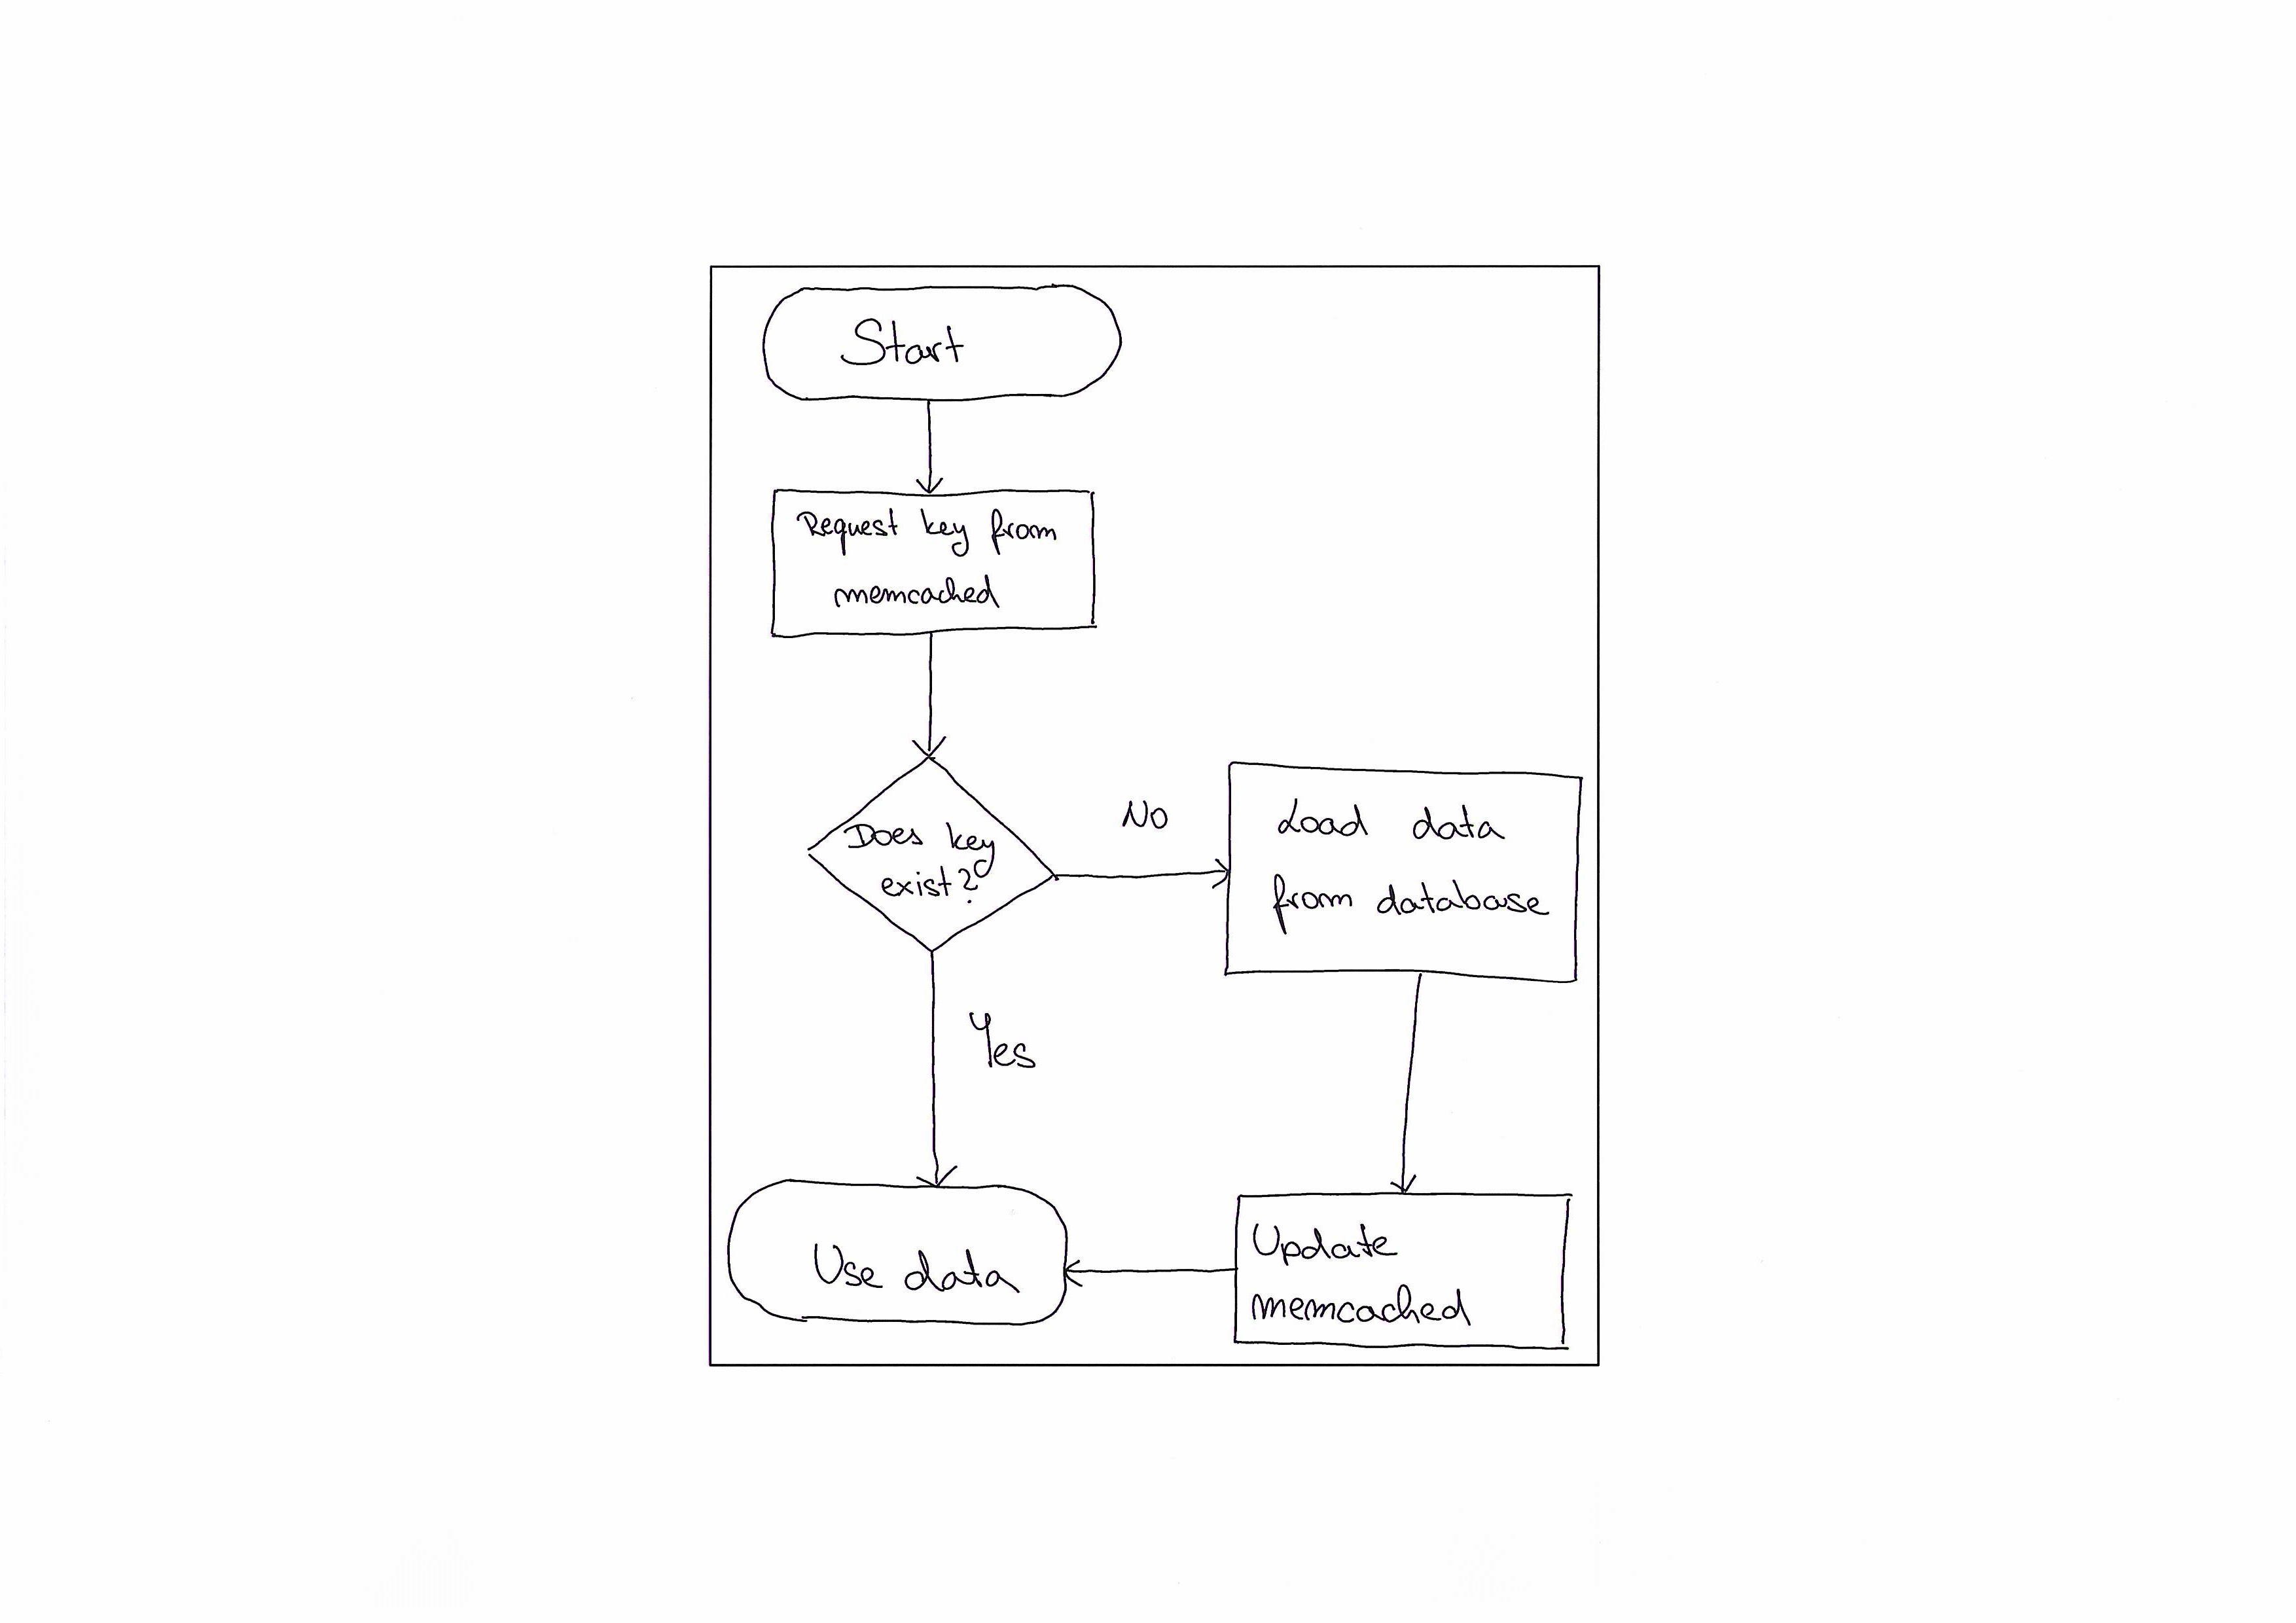 Start
Request key from
memcached
Does key
exist?
No
Load data
from database
Yes
Use data
Update
memcached